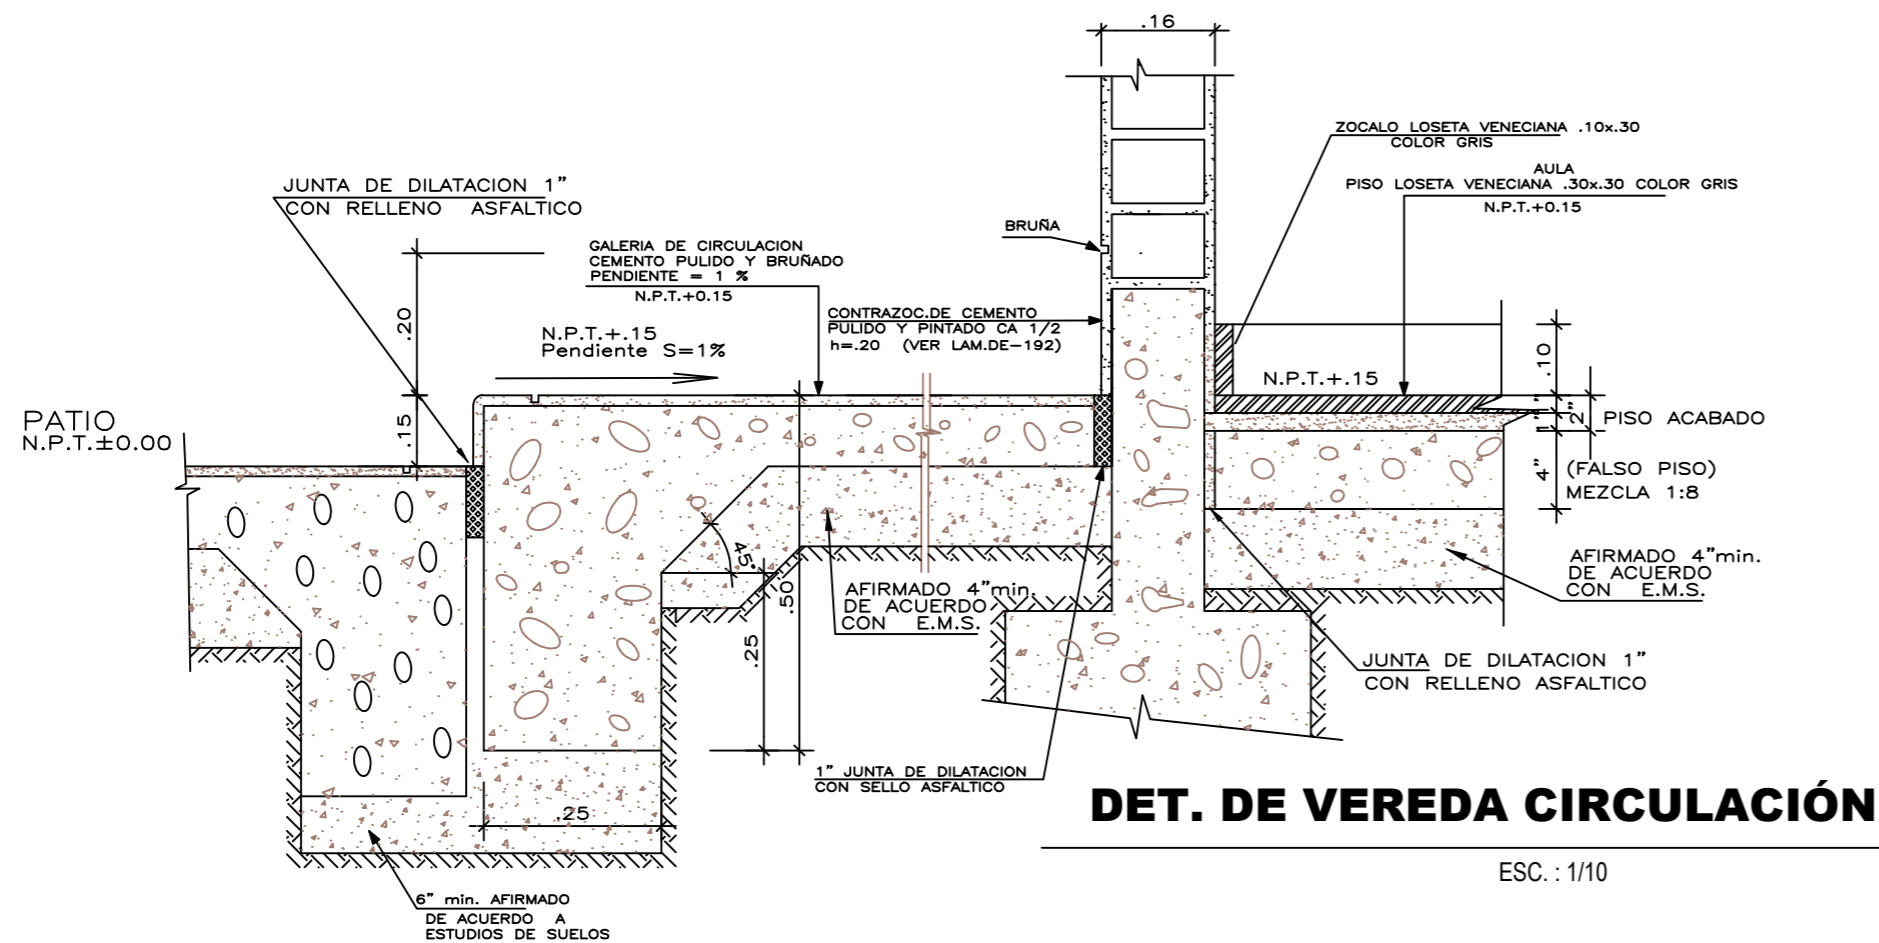 .16
ZOCALO LOSETA VENECIANA .10x.30
COLOR GRIS
AULA
PISO LOSETA VENECIANA .30x.30 COLOR GRIS
N.P.T.+0.15
JUNTA DE DILATACION 1"
CON RELLENO ASFALTICO
BRUÑA
GALERIA DE CIRCULACION
CEMENTO PULIDO Y BRUÑADO
PENDIENTE = 1 %
N.P.T.+0.15
CONTRAZOC.DE CEMENTO
PULIDO Y PINTADO CA 1/2
h=.20 (VER LAM.DE-192)
.20
N.P.T.+.15
Pendiente S=1%
.10
N.P.T.+.15
PATIO
N.P.T.±0.00
.15
1"
2"
PISO ACABADO
4"
(FALSO PISO)
MEZCLA 1:8
45°
.50
.25
AFIRMADO 4"min.
DE ACUERDO
CON E.M.S.
AFIRMADO 4"min.
DE ACUERDO
CON E.M.S.
JUNTA DE DILATACION 1"
CON RELLENO ASFALTICO
1" JUNTA DE DILATACION
CON SELLO ASFALTICO
.25
DET. DE VEREDA CIRCULACIÓN
ESC. : 1/10
6" min. AFIRMADO
DE ACUERDO A
ESTUDIOS DE SUELOS